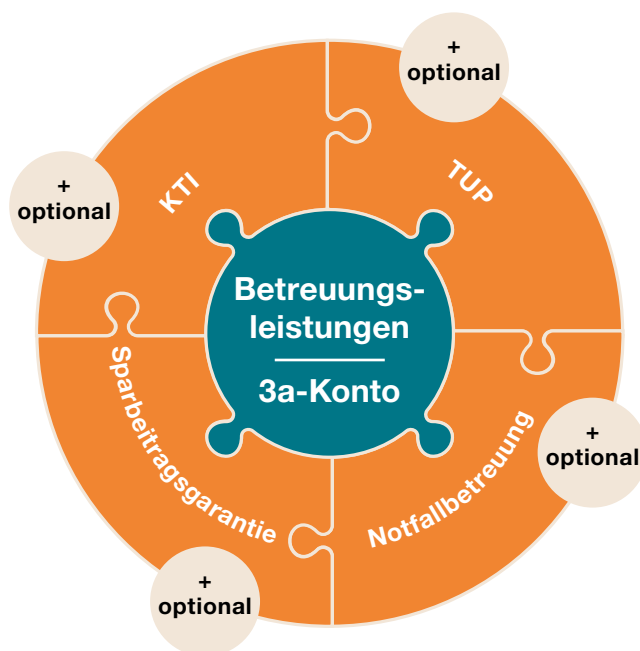 +
optional
+
optional
KTI
TUP
Betreuungs-
leistungen
3a-Konto
Sparbeitragsgarantie
Notfallbetreuung
+
optional
+
optional